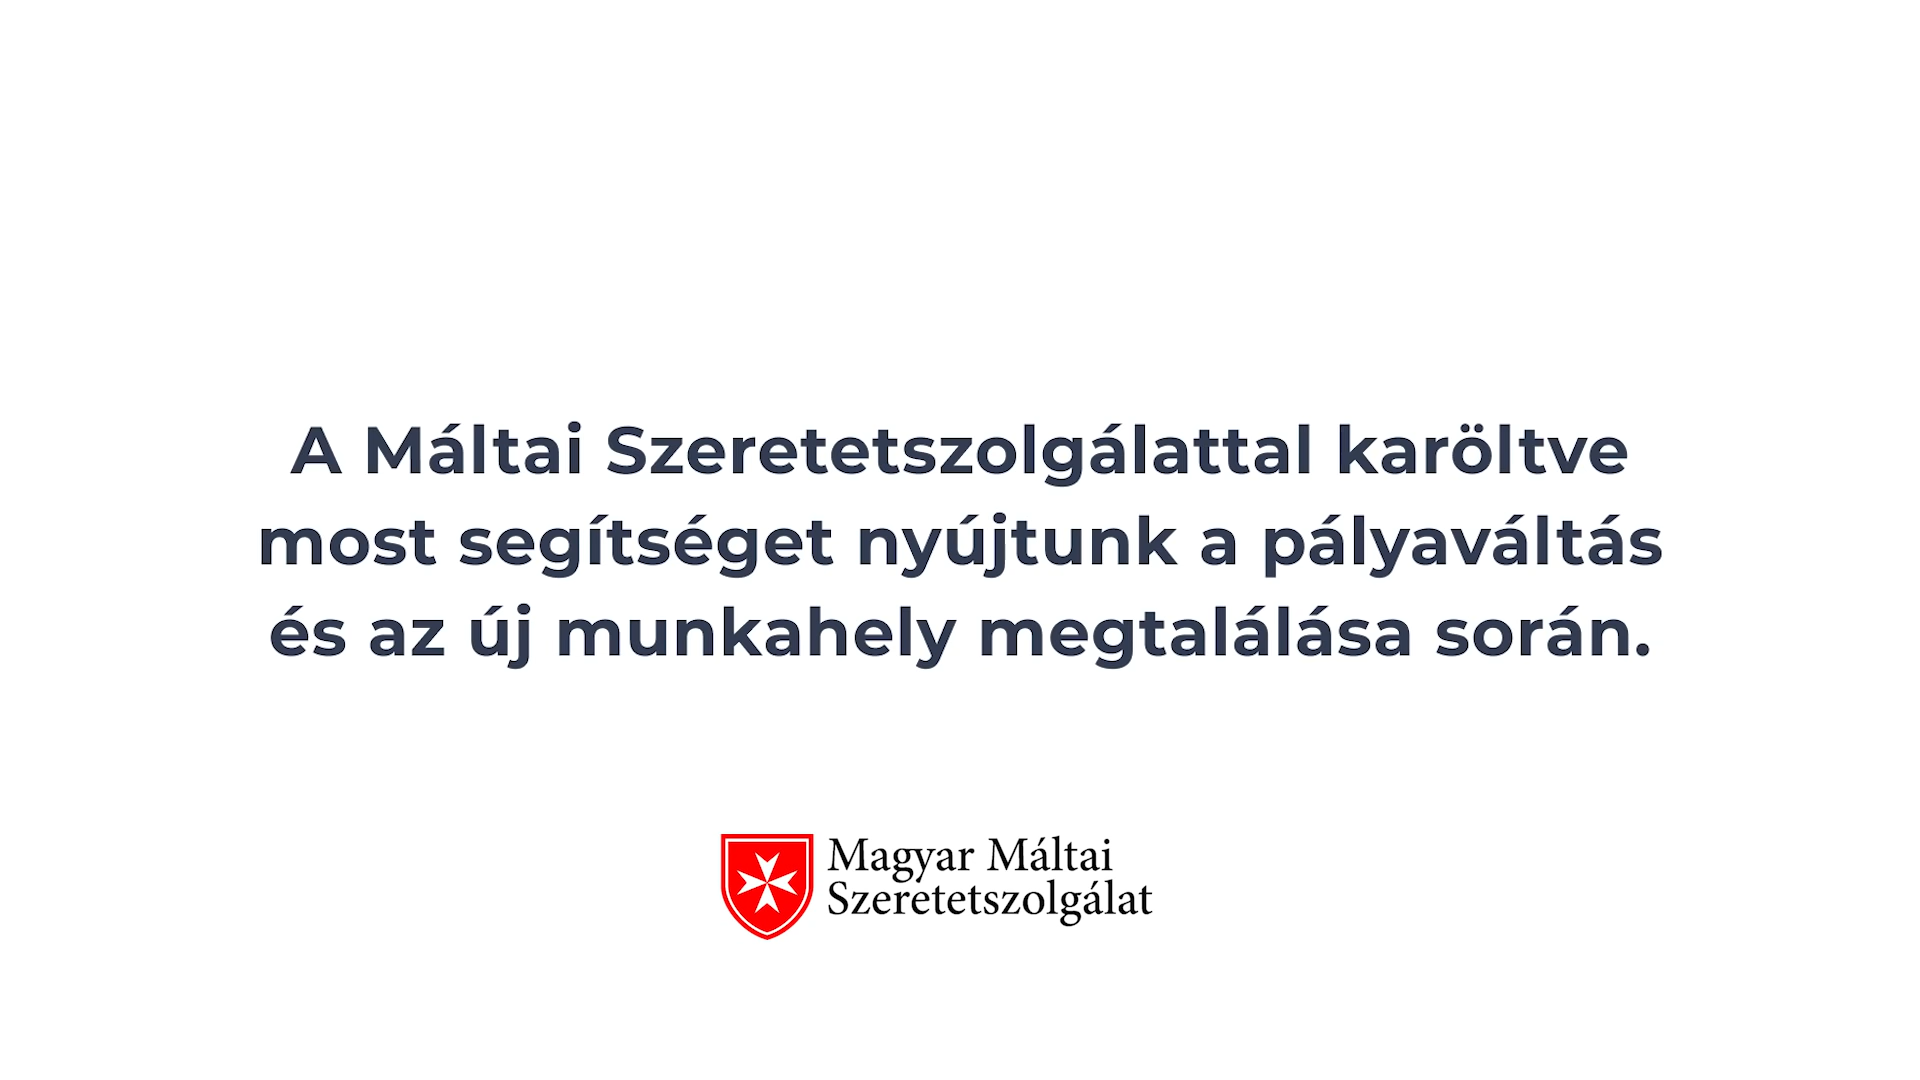 A Máltai Szeretetszolgálattal karöltve
most segítséget nyújtunk a pályaváltás
és az új munkahely megtalálása során.
Magyar Máltai
Szeretetszolgálat